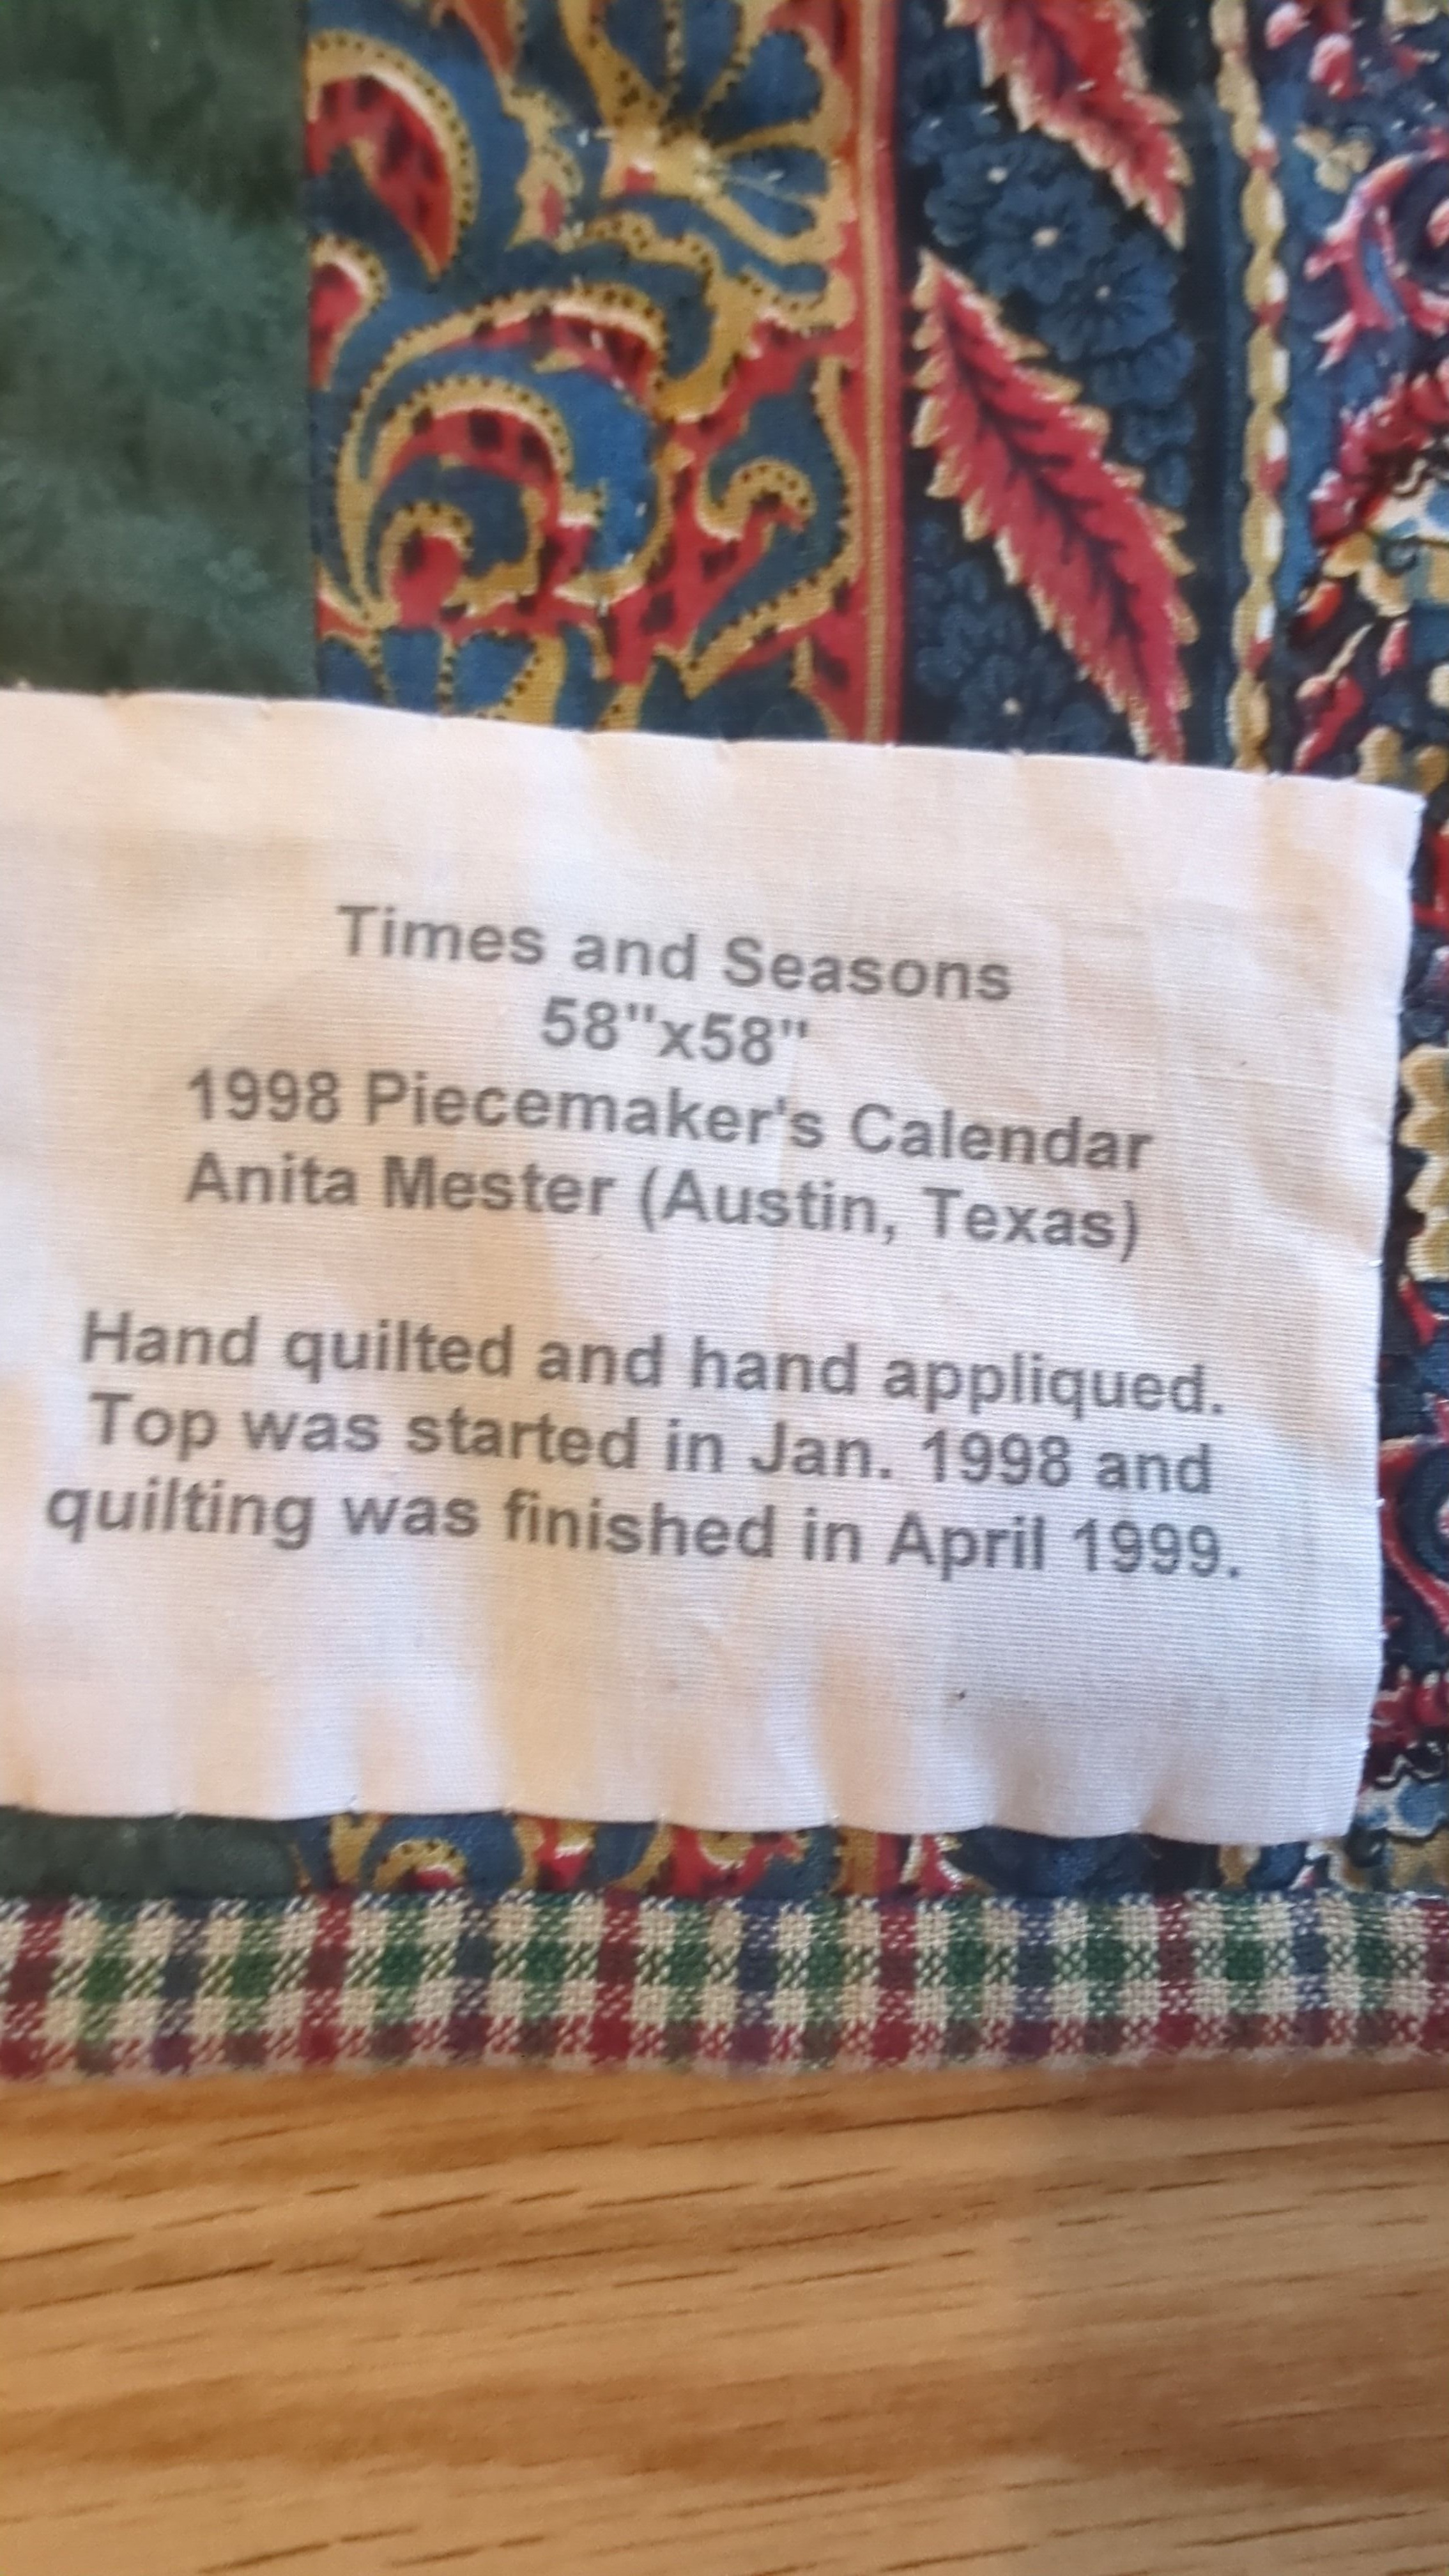 Times and Seasons
58"x58"
1998 Piecemaker's Calendar
Anita Mester (Austin, Texas)
Hand quilted and hand appliqued.
Top was started in Jan. 1998 and
quilting was finished in April 1999.